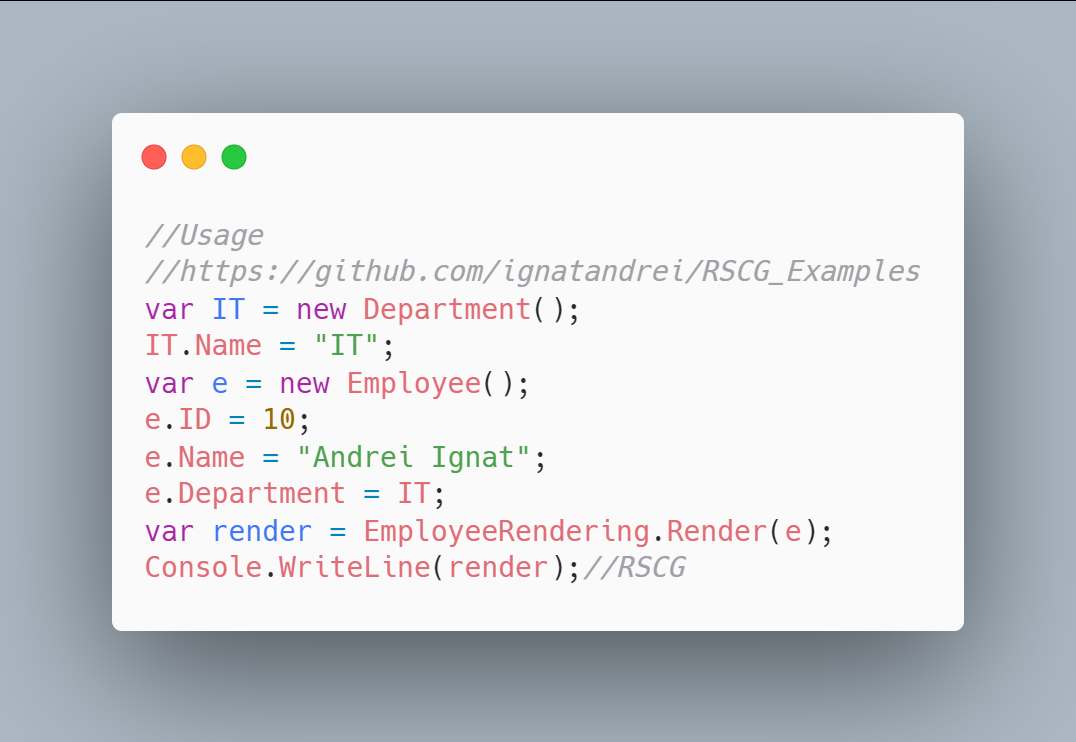 //Usage
//https://github.com/ignatandrei/RSCG_Examples
var IT = new Department();
IT.Name = "IT";
var e = new Employee();
e.ID = 10;
e.Name = "Andrei Ignat";
e.Department = IT;
var render = EmployeeRendering.Render(e);
Console.WriteLine(render);//RSCG